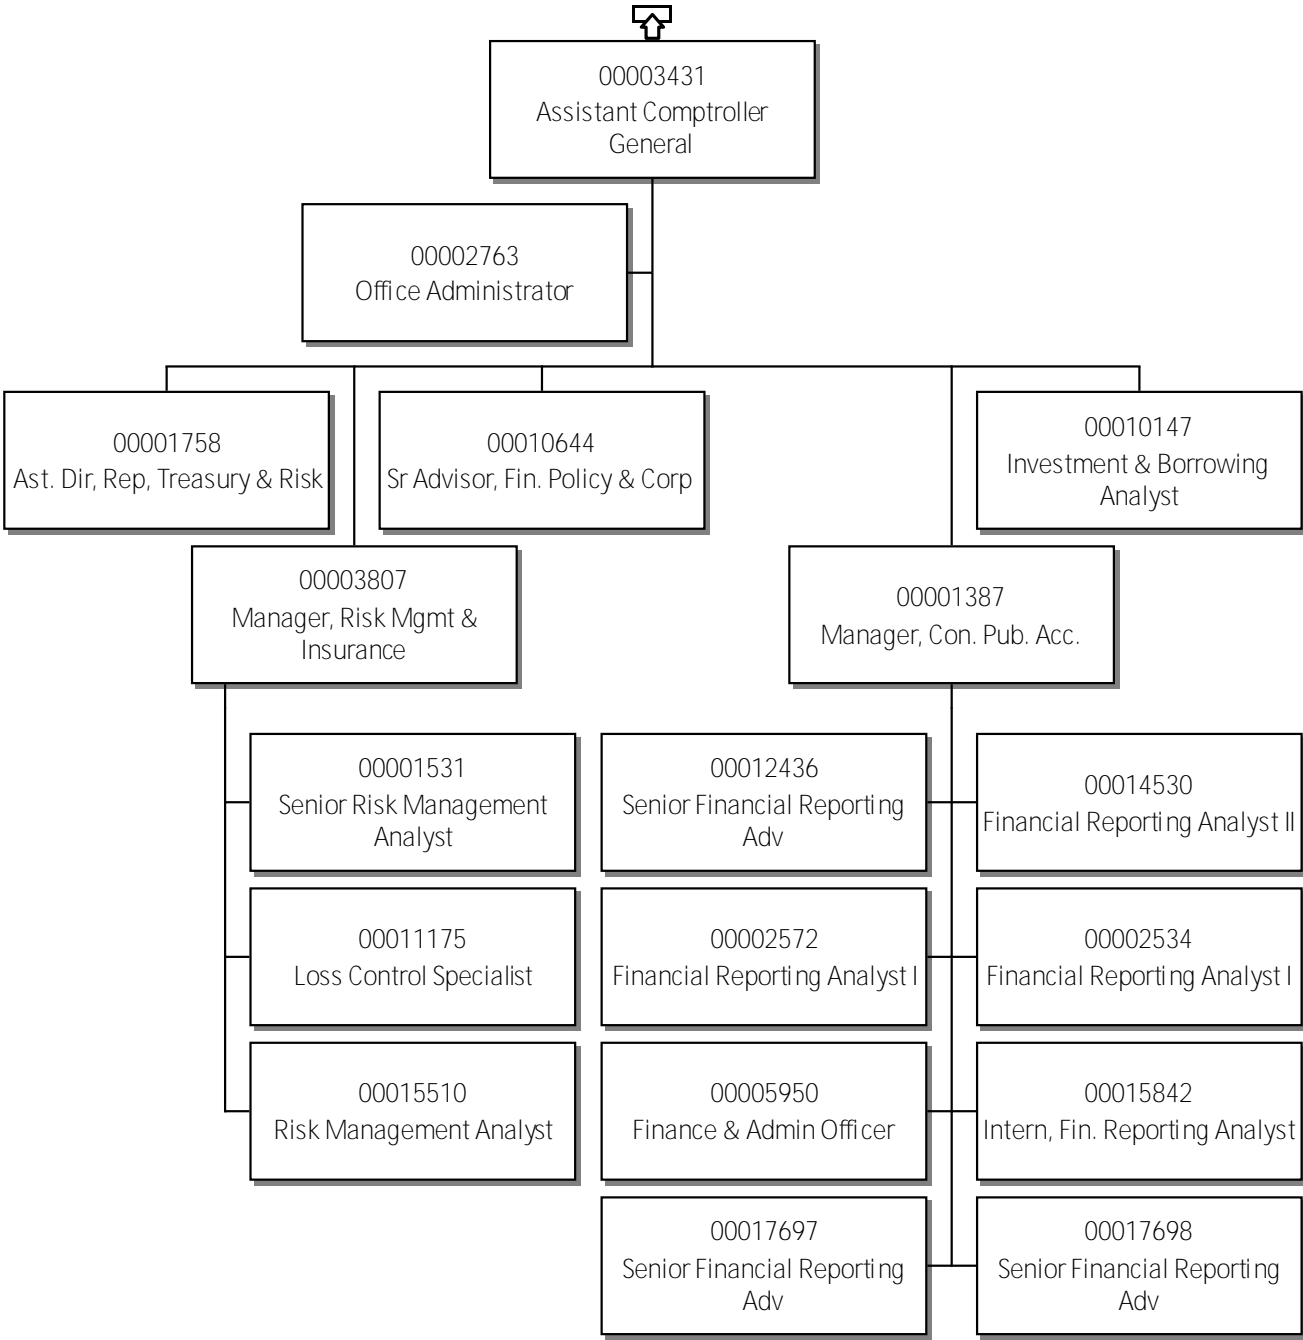 00003431
Assistant Comptroller
General
00002763
Office Administrator
00001758
Ast. Dir, Rep, Treasury & Risk
00010644
Sr Advisor, Fin. Policy & Corp
00010147
Investment & Borrowing
Analyst
00003807
Manager, Risk Mgmt &
Insurance
00001387
Manager, Con. Pub. Acc.
00001531
Senior Risk Management
Analyst
00012436
Senior Financial Reporting
Adv
00014530
Financial Reporting Analyst II
00011175
Loss Control Specialist
00002572
Financial Reporting Analyst I
00002534
Financial Reporting Analyst I
00015510
Risk Management Analyst
00005950
Finance & Admin Officer
00015842
Intern, Fin. Reporting Analyst
00017697
Senior Financial Reporting
Adv
00017698
Senior Financial Reporting
Adv